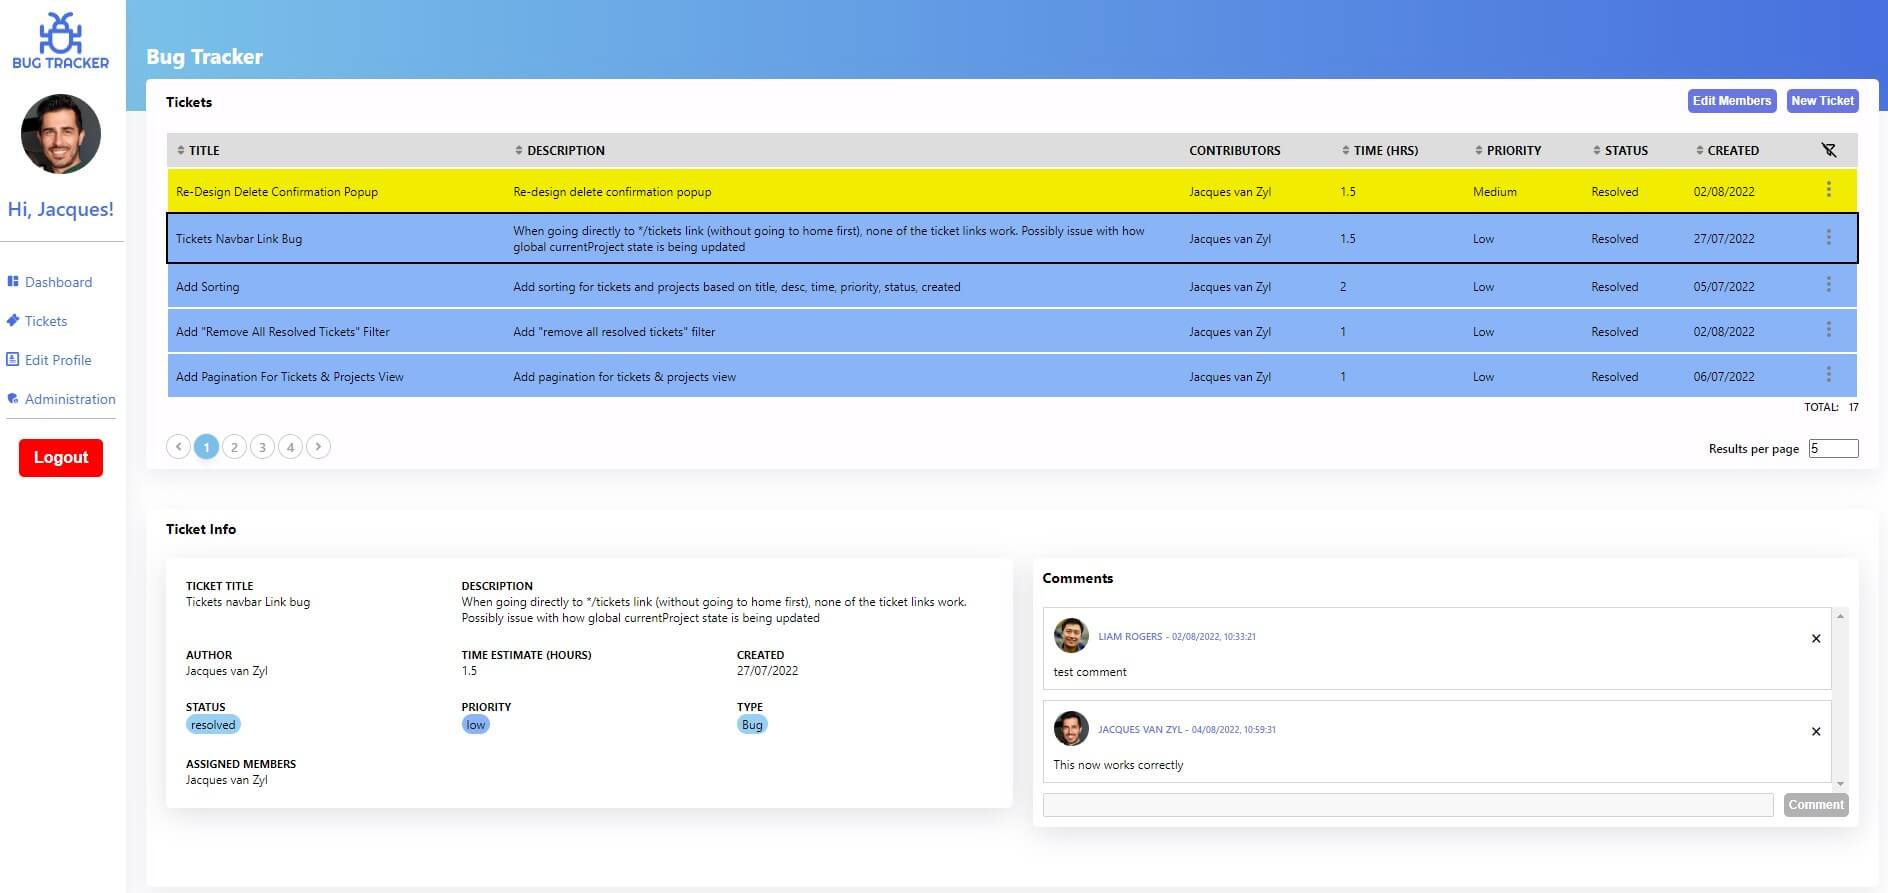 BUG TRACKER
Hi, Jacques!
Dashboard
Tickets
Edit Profile
Administration
Logout
Bug Tracker
Tickets
Edit Members
New Ticket
TITLE DESCRIPTION CONTRIBUTORS TIME (HRS) PRIORITY STATUS CREATED
Re-Design Delete Confirmation Popup Re-design delete confirmation popup Jacques van Zyl 1.5 Medium Resolved 02/08/2022
Tickets Navbar Link Bug When going directly to */tickets link (without going to home first), none of the ticket links work. Possibly issue with how
global currentProject state is being updated Jacques van Zyl 1.5 Low Resolved 27/07/2022
Add Sorting Add sorting for tickets and projects based on title, desc, time, priority, status, created Jacques van Zyl 2 Low Resolved 05/07/2022
Add "Remove All Resolved Tickets" Filter Add "remove all resolved tickets" filter Jacques van Zyl 1 Low Resolved 02/08/2022
Add Pagination For Tickets & Projects View Add pagination for tickets & projects view Jacques van Zyl 1 Low Resolved 06/07/2022
TOTAL: 17
1 2 3 4
Results per page 5
Ticket Info
TICKET TITLE
Tickets navbar Link bug
DESCRIPTION
When going directly to */tickets link (without going to home first), none of the ticket links work.
Possibly issue with how global currentProject state is being updated
AUTHOR
Jacques van Zyl
TIME ESTIMATE (HOURS)
1.5
CREATED
27/07/2022
STATUS
resolved
PRIORITY
low
TYPE
Bug
ASSIGNED MEMBERS
Jacques van Zyl
Comments
LIAM ROGERS - 02/08/2022, 10:33:21
test comment
JACQUES VAN ZYL - 04/08/2022, 10:59:31
This now works correctly
Comment